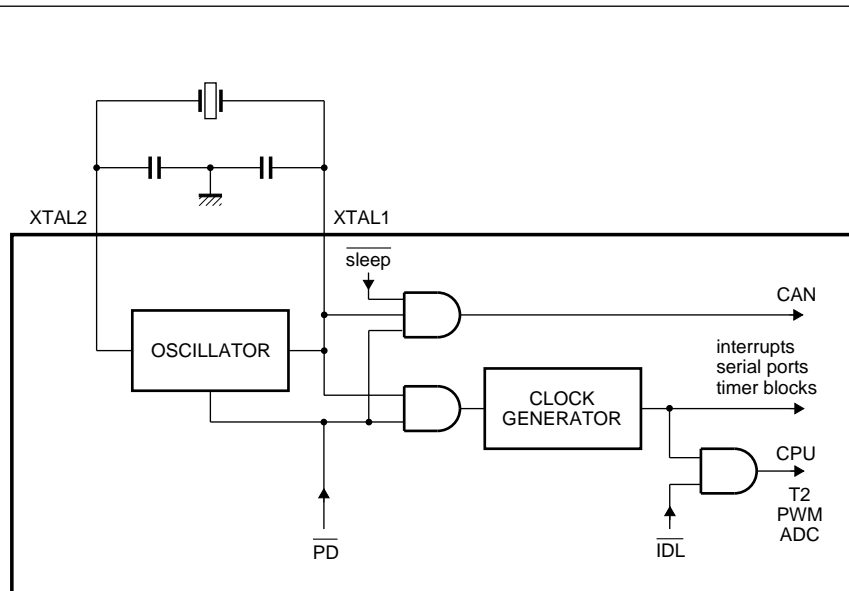 XTAL2
XTAL1
sleep
CAN
OSCILLATOR
interrupts
serial ports
timer blocks
CLOCK
GENERATOR
CPU
T2
PWM
ADC
PD
IDL